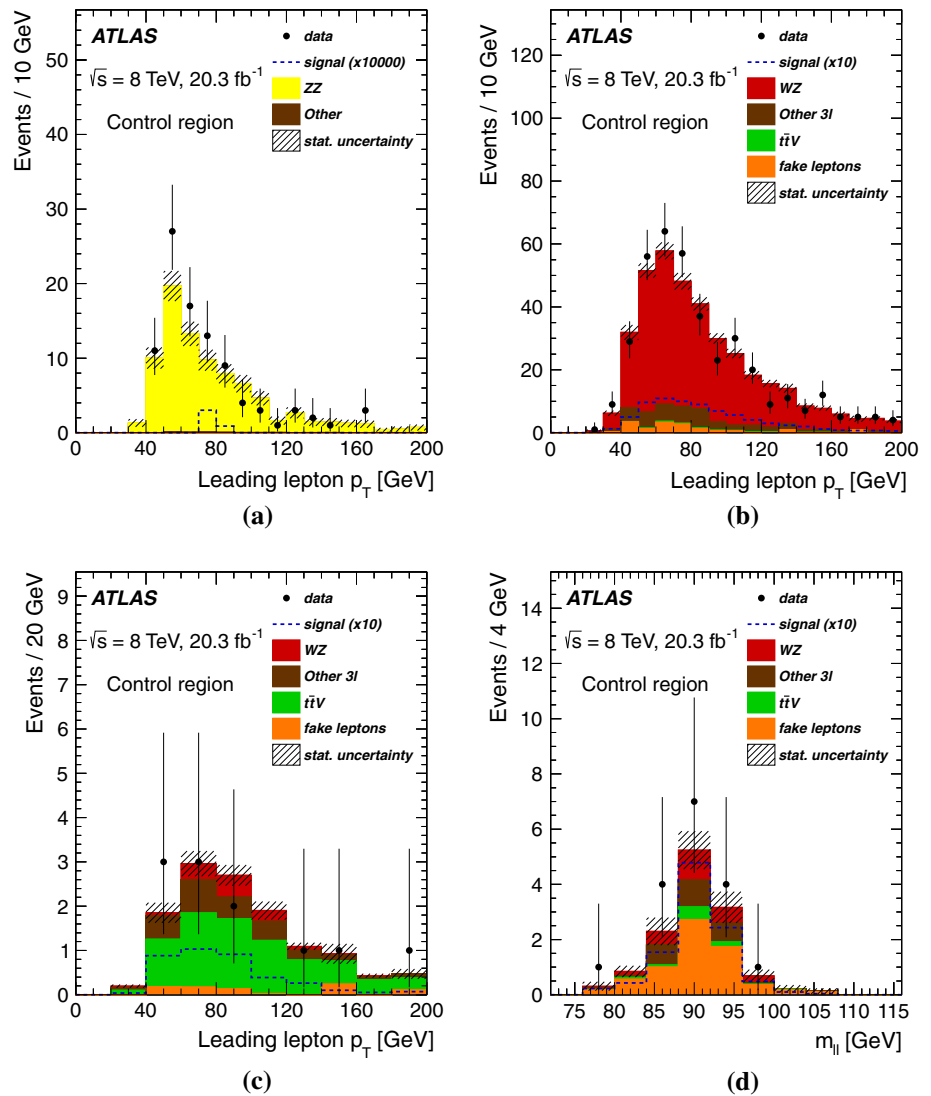 Events / 10 GeV
ATLAS
√s = 8 TeV, 20.3 fb⁻¹
Control region
data
signal (x10000)
ZZ
Other
stat. uncertainty
50
40
30
20
10
0
0 40 80 120 160 200
Leading lepton p_T [GeV]
(a)
Events / 10 GeV
ATLAS
√s = 8 TeV, 20.3 fb⁻¹
Control region
data
signal (x10)
WZ
Other 3l
tt̄V
fake leptons
stat. uncertainty
120
100
80
60
40
20
0
0 40 80 120 160 200
Leading lepton p_T [GeV]
(b)
Events / 20 GeV
ATLAS
√s = 8 TeV, 20.3 fb⁻¹
Control region
data
signal (x10)
WZ
Other 3l
tt̄V
fake leptons
stat. uncertainty
9
8
7
6
5
4
3
2
1
0
0 40 80 120 160 200
Leading lepton p_T [GeV]
(c)
Events / 4 GeV
ATLAS
√s = 8 TeV, 20.3 fb⁻¹
Control region
data
signal (x10)
WZ
Other 3l
tt̄V
fake leptons
stat. uncertainty
14
12
10
8
6
4
2
0
75 80 85 90 95 100 105 110 115
m_ll [GeV]
(d)